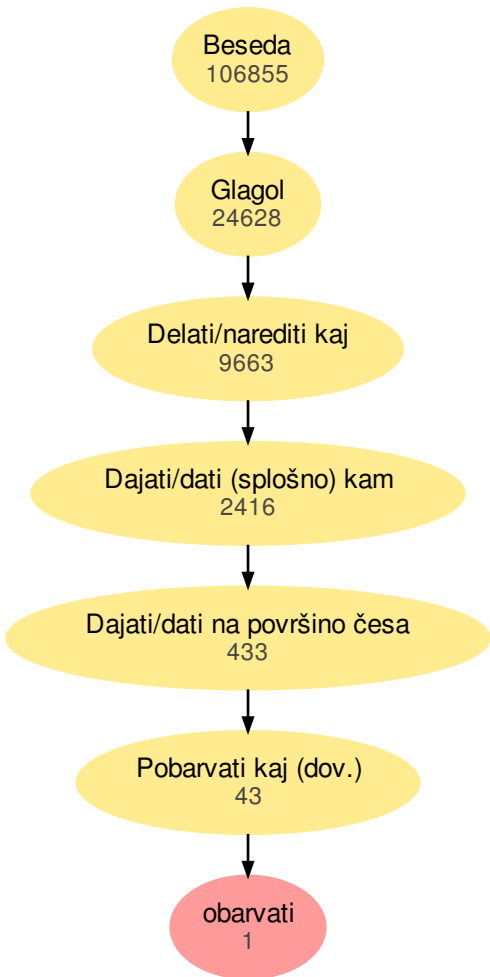 Beseda
106855
Glagol
24628
Delati/narediti kaj
9663
Dajati/dati (splošno) kam
2416
Dajati/dati na površino česa
433
Pobarvati kaj (dov.)
43
obarvati
1